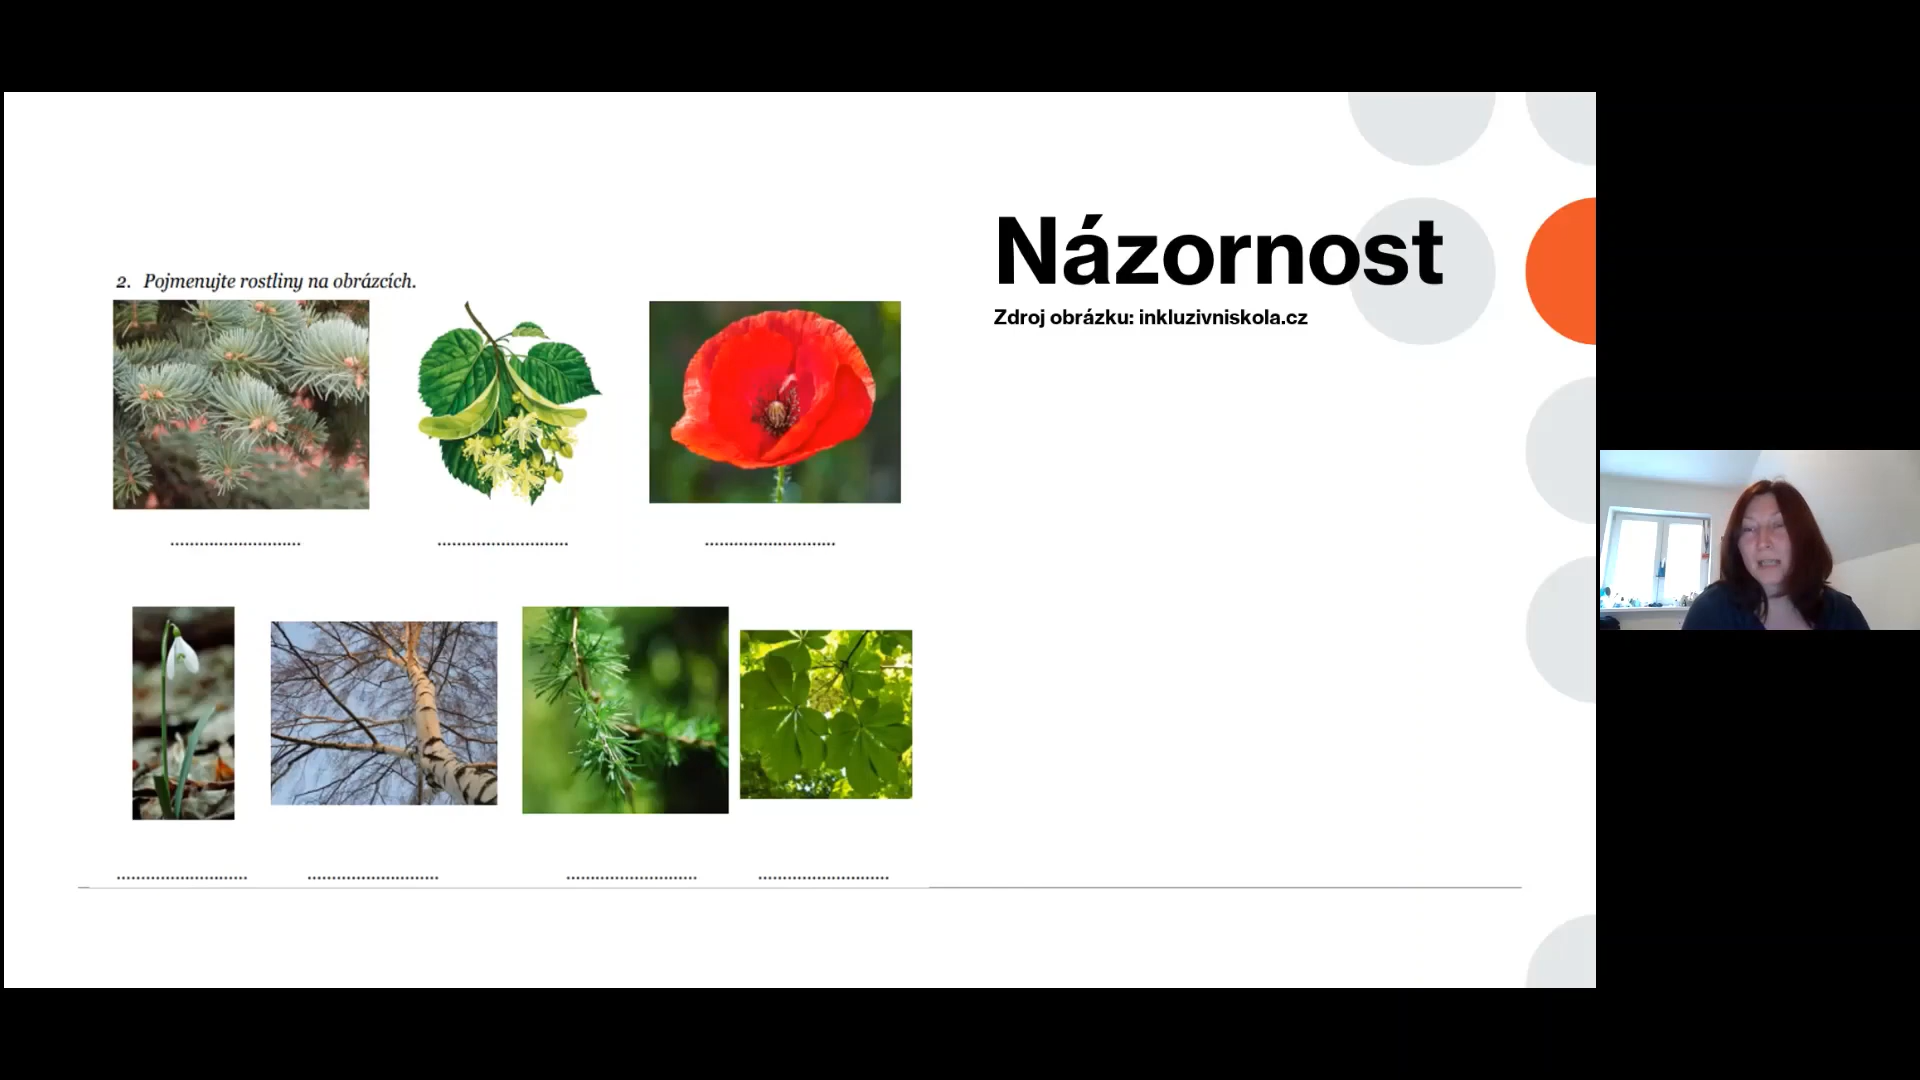 Názornost
Zdroj obrázku: inkluzivniskola.cz
2. Pojmenujte rostliny na obrázcích.
........................... ........................... ...........................
........................... ........................... ........................... ...........................